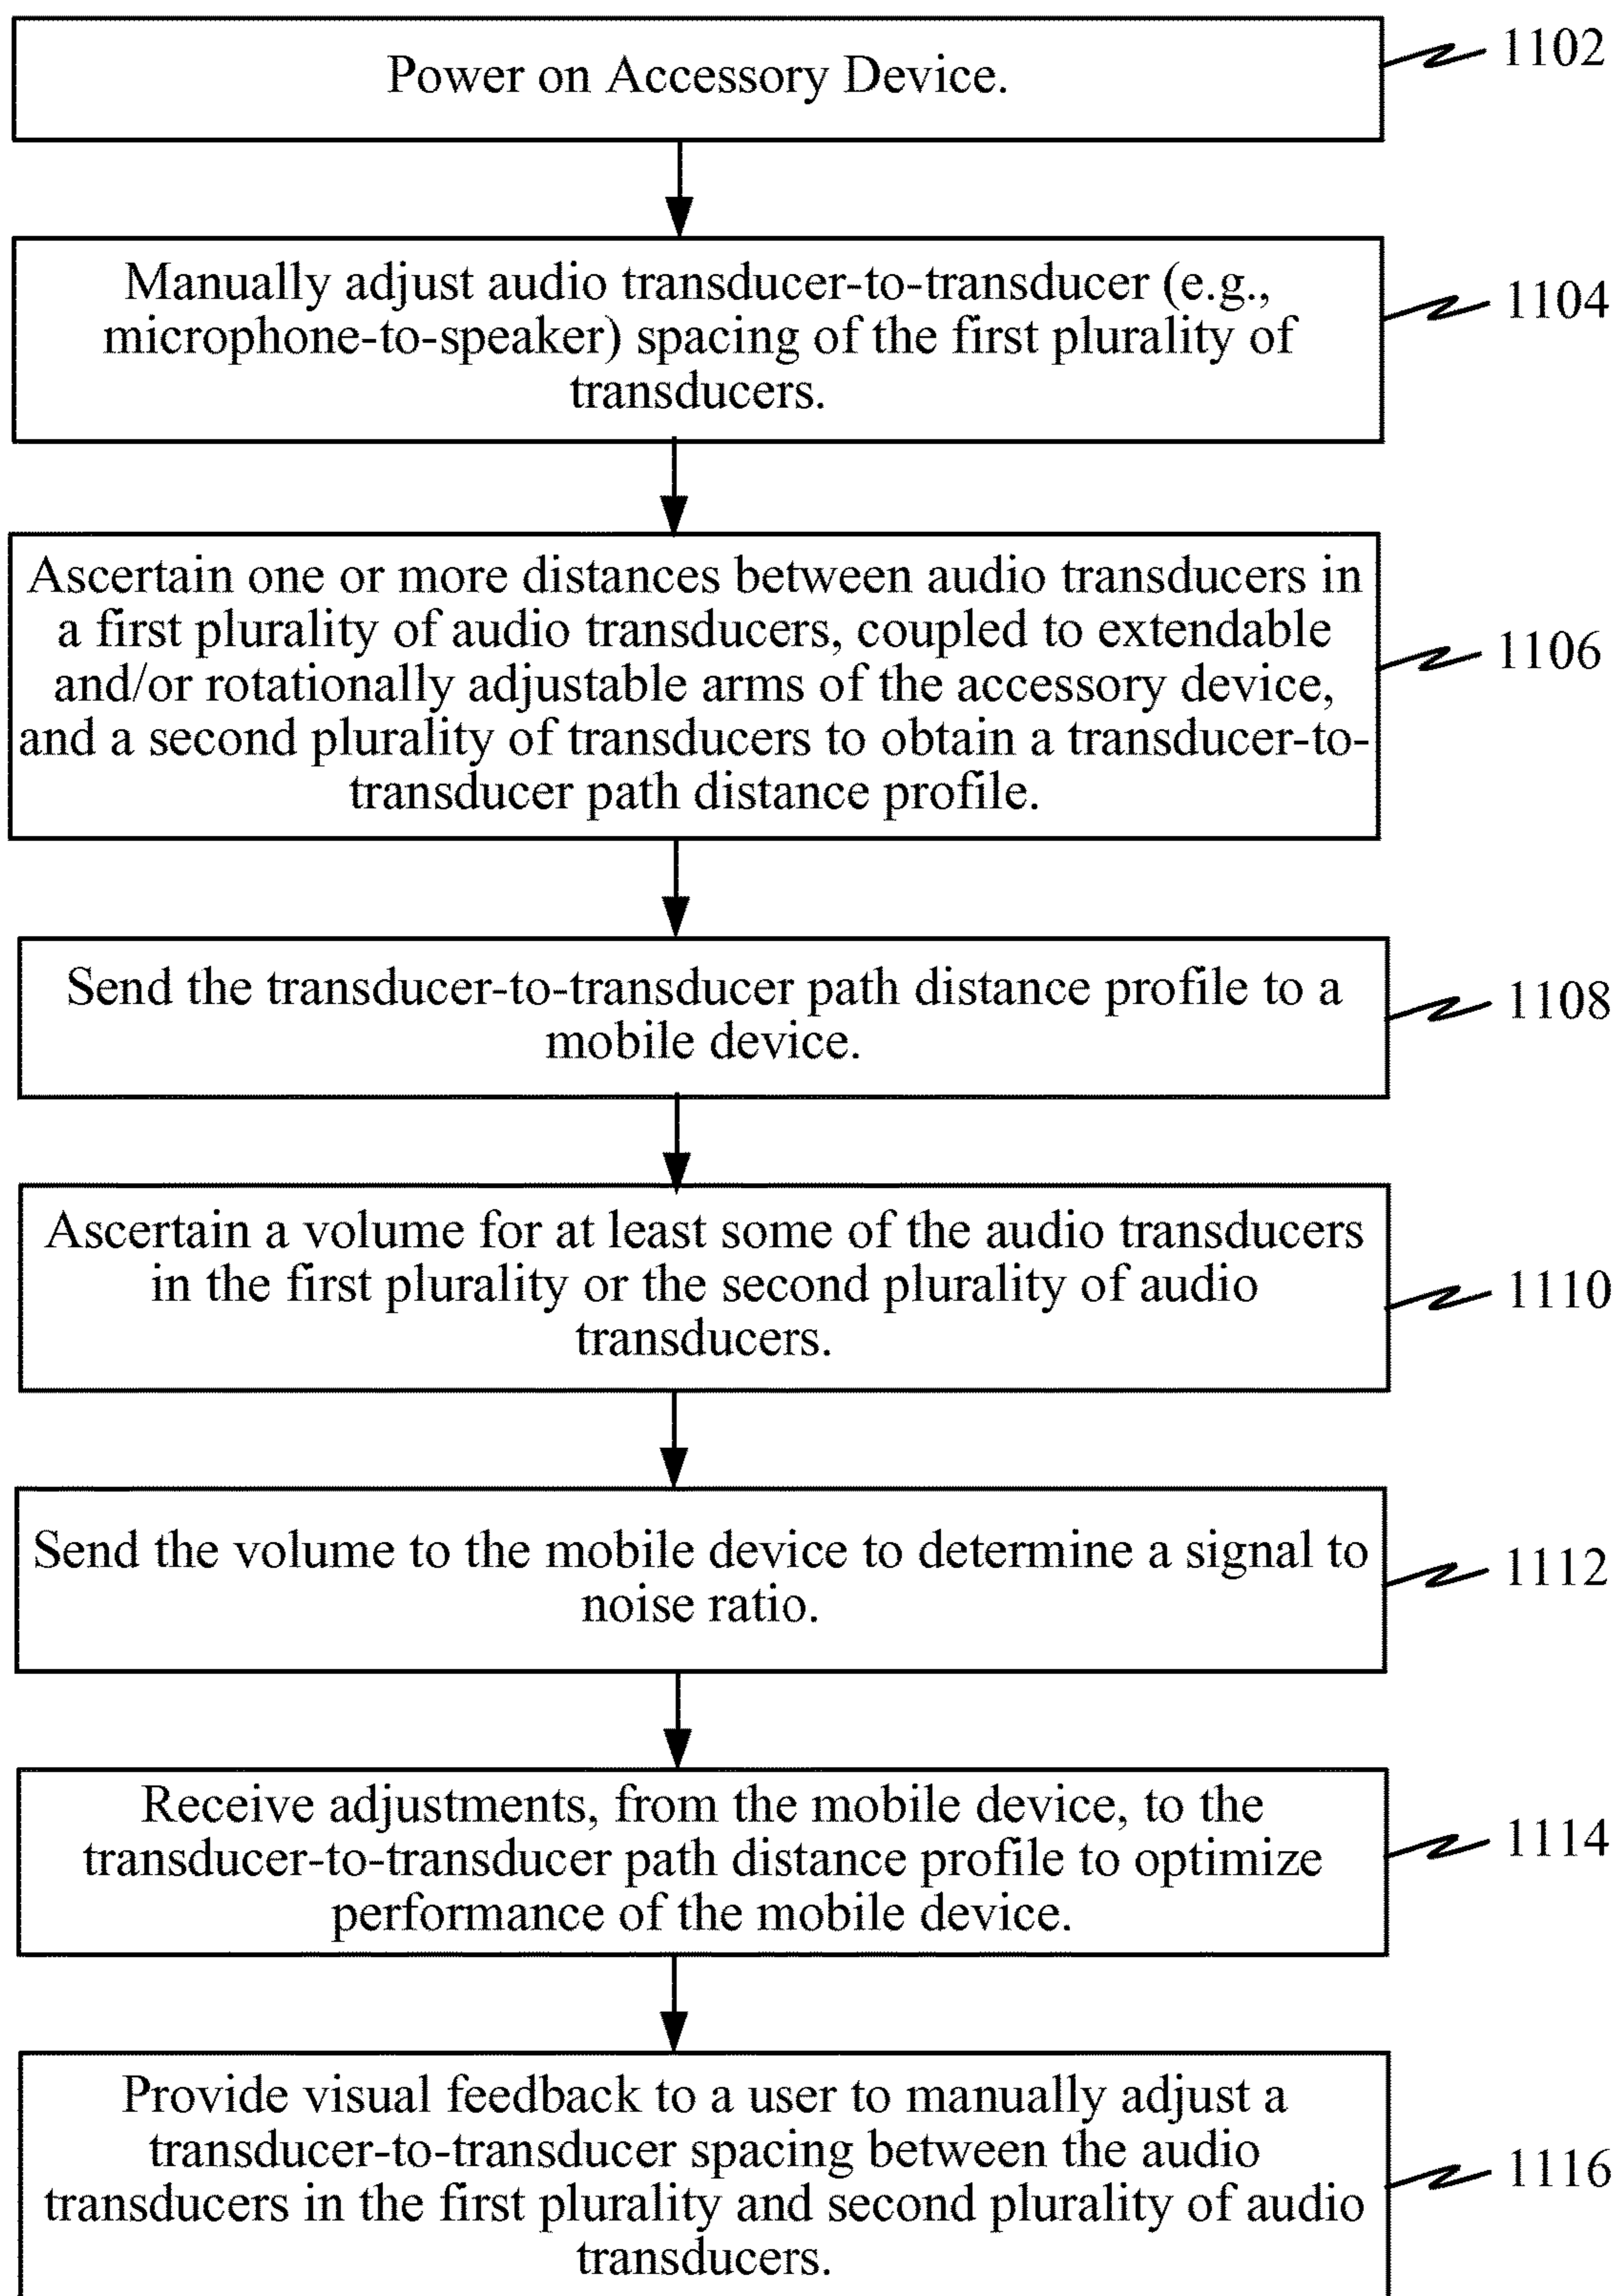 Power on Accessory Device.
1102
Manually adjust audio transducer-to-transducer (e.g.,
microphone-to-speaker) spacing of the first plurality of
transducers.
1104
Ascertain one or more distances between audio transducers in
a first plurality of audio transducers, coupled to extendable
and/or rotationally adjustable arms of the accessory device,
and a second plurality of transducers to obtain a transducer-to-
transducer path distance profile.
1106
Send the transducer-to-transducer path distance profile to a
mobile device.
1108
Ascertain a volume for at least some of the audio transducers
in the first plurality or the second plurality of audio
transducers.
1110
Send the volume to the mobile device to determine a signal to
noise ratio.
1112
Receive adjustments, from the mobile device, to the
transducer-to-transducer path distance profile to optimize
performance of the mobile device.
1114
Provide visual feedback to a user to manually adjust a
transducer-to-transducer spacing between the audio
transducers in the first plurality and second plurality of audio
transducers.
1116